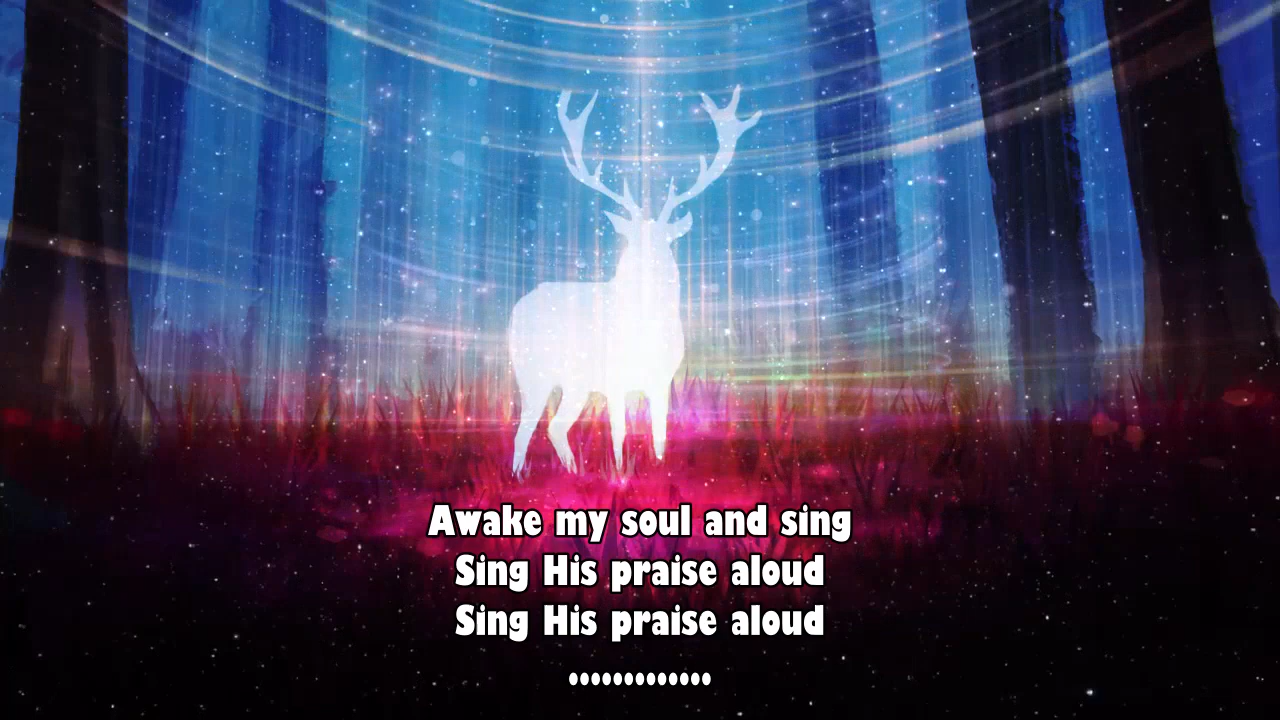 Awake my soul and sing
Sing His praise aloud
Sing His praise aloud
.............